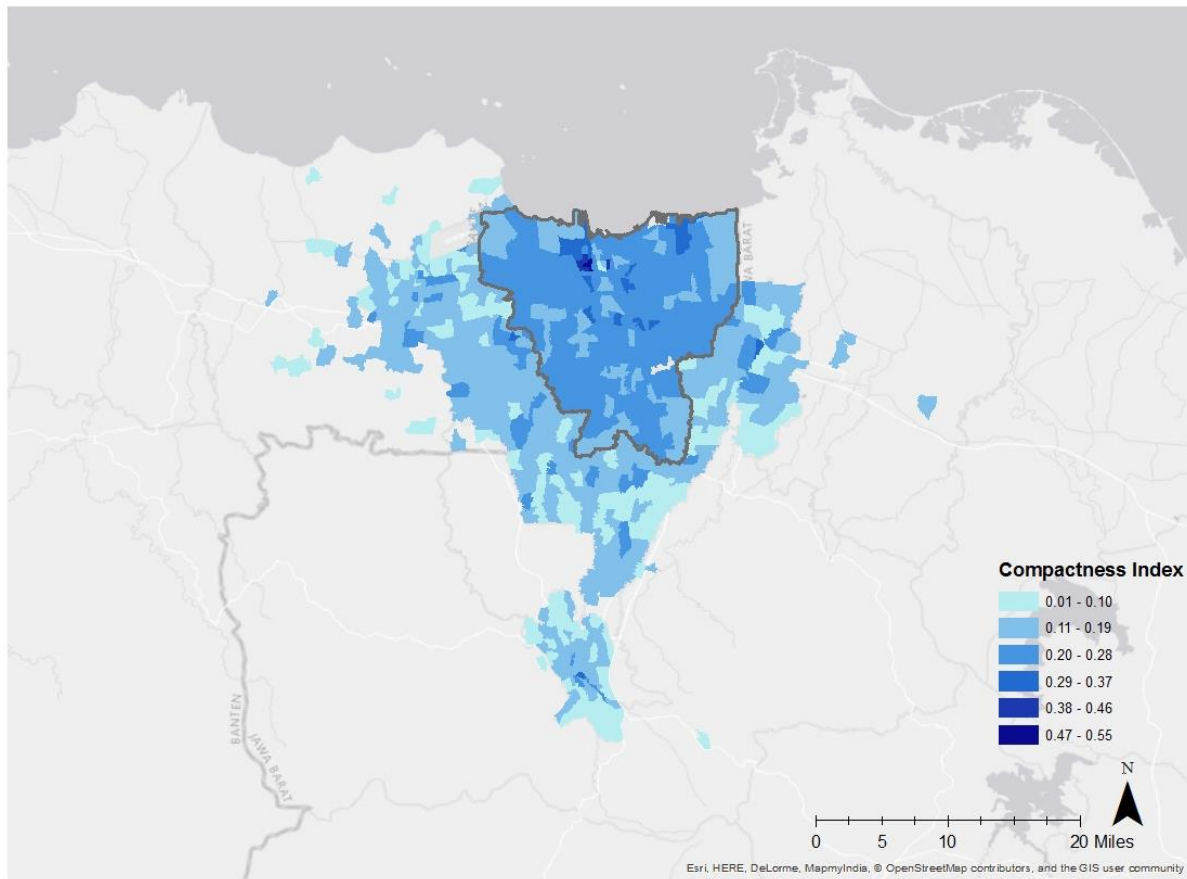 WA BARAT
Compactness Index
0.01 - 0.10
0.11 - 0.19
0.20 - 0.28
0.29 - 0.37
0.38 - 0.46
0.47 - 0.55
BANTEN
JAWA BARAT
N
0 5 10 20 Miles
Esri, HERE, DeLorme, MapmyIndia, © OpenStreetMap contributors, and the GIS user community